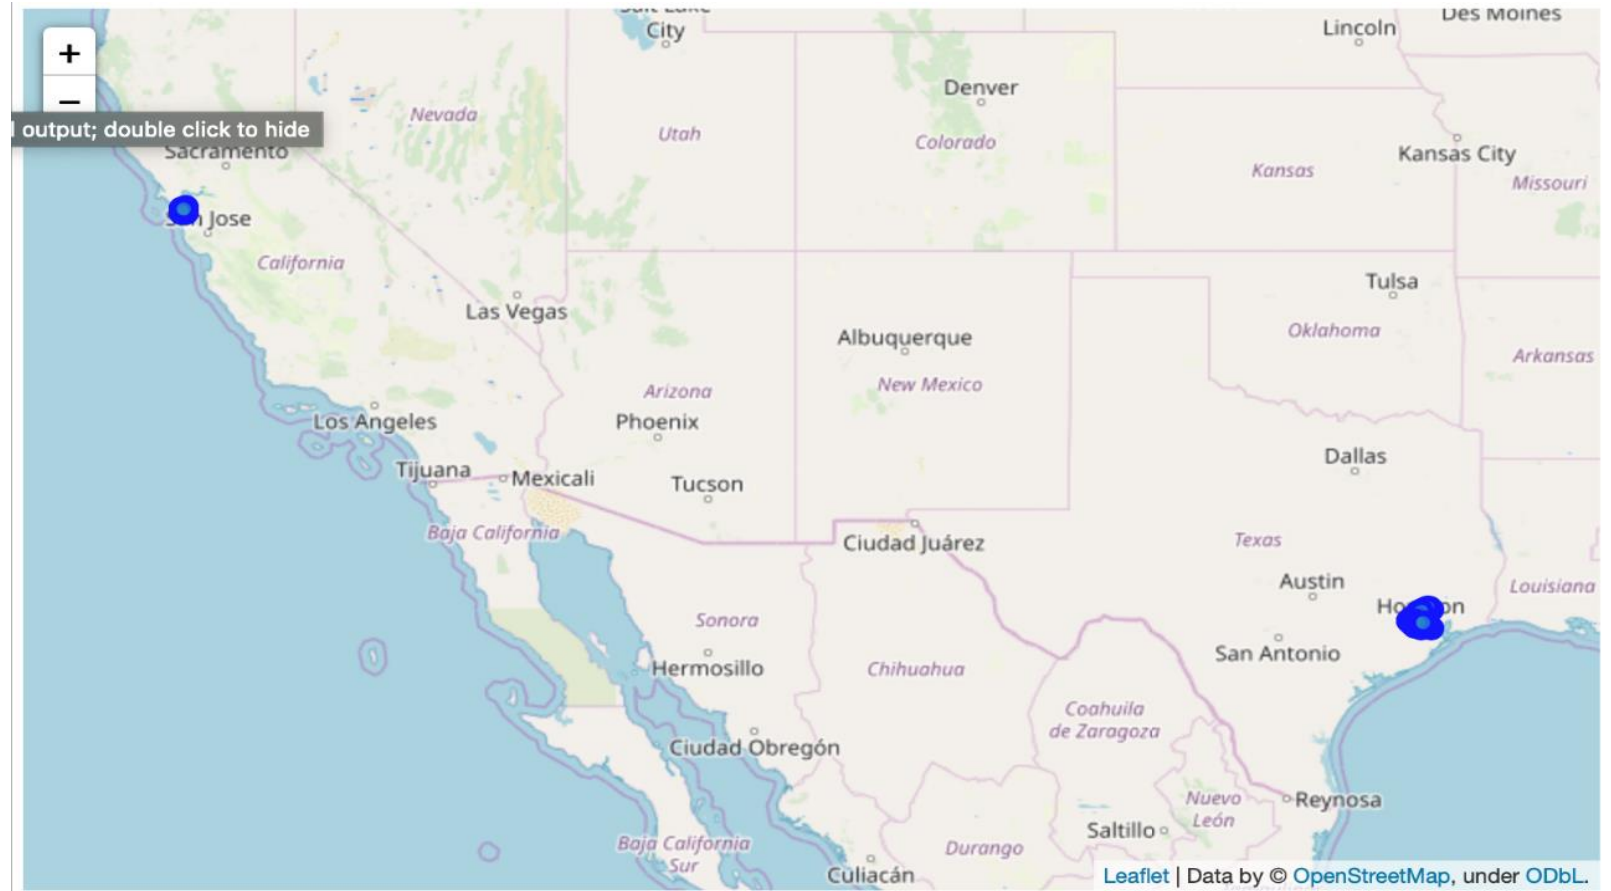 City
Lincoln
Des Moines
+
−
Denver
Nevada
Utah
Colorado
output; double click to hide
Sacramento
Kansas City
Kansas
Missouri
San Jose
California
Las Vegas
Tulsa
Albuquerque
Oklahoma
New Mexico
Arkansas
Arizona
Phoenix
Los Angeles
Dallas
Tijuana
Mexicali
Tucson
Baja California
Ciudad Juárez
Texas
Austin
Louisiana
Houston
Sonora
San Antonio
Hermosillo
Chihuahua
Coahuila
de Zaragoza
Ciudad Obregón
Nuevo
León
Reynosa
Saltillo
Baja California
Sur
Durango
Culiacán
Leaflet | Data by © OpenStreetMap, under ODbL.